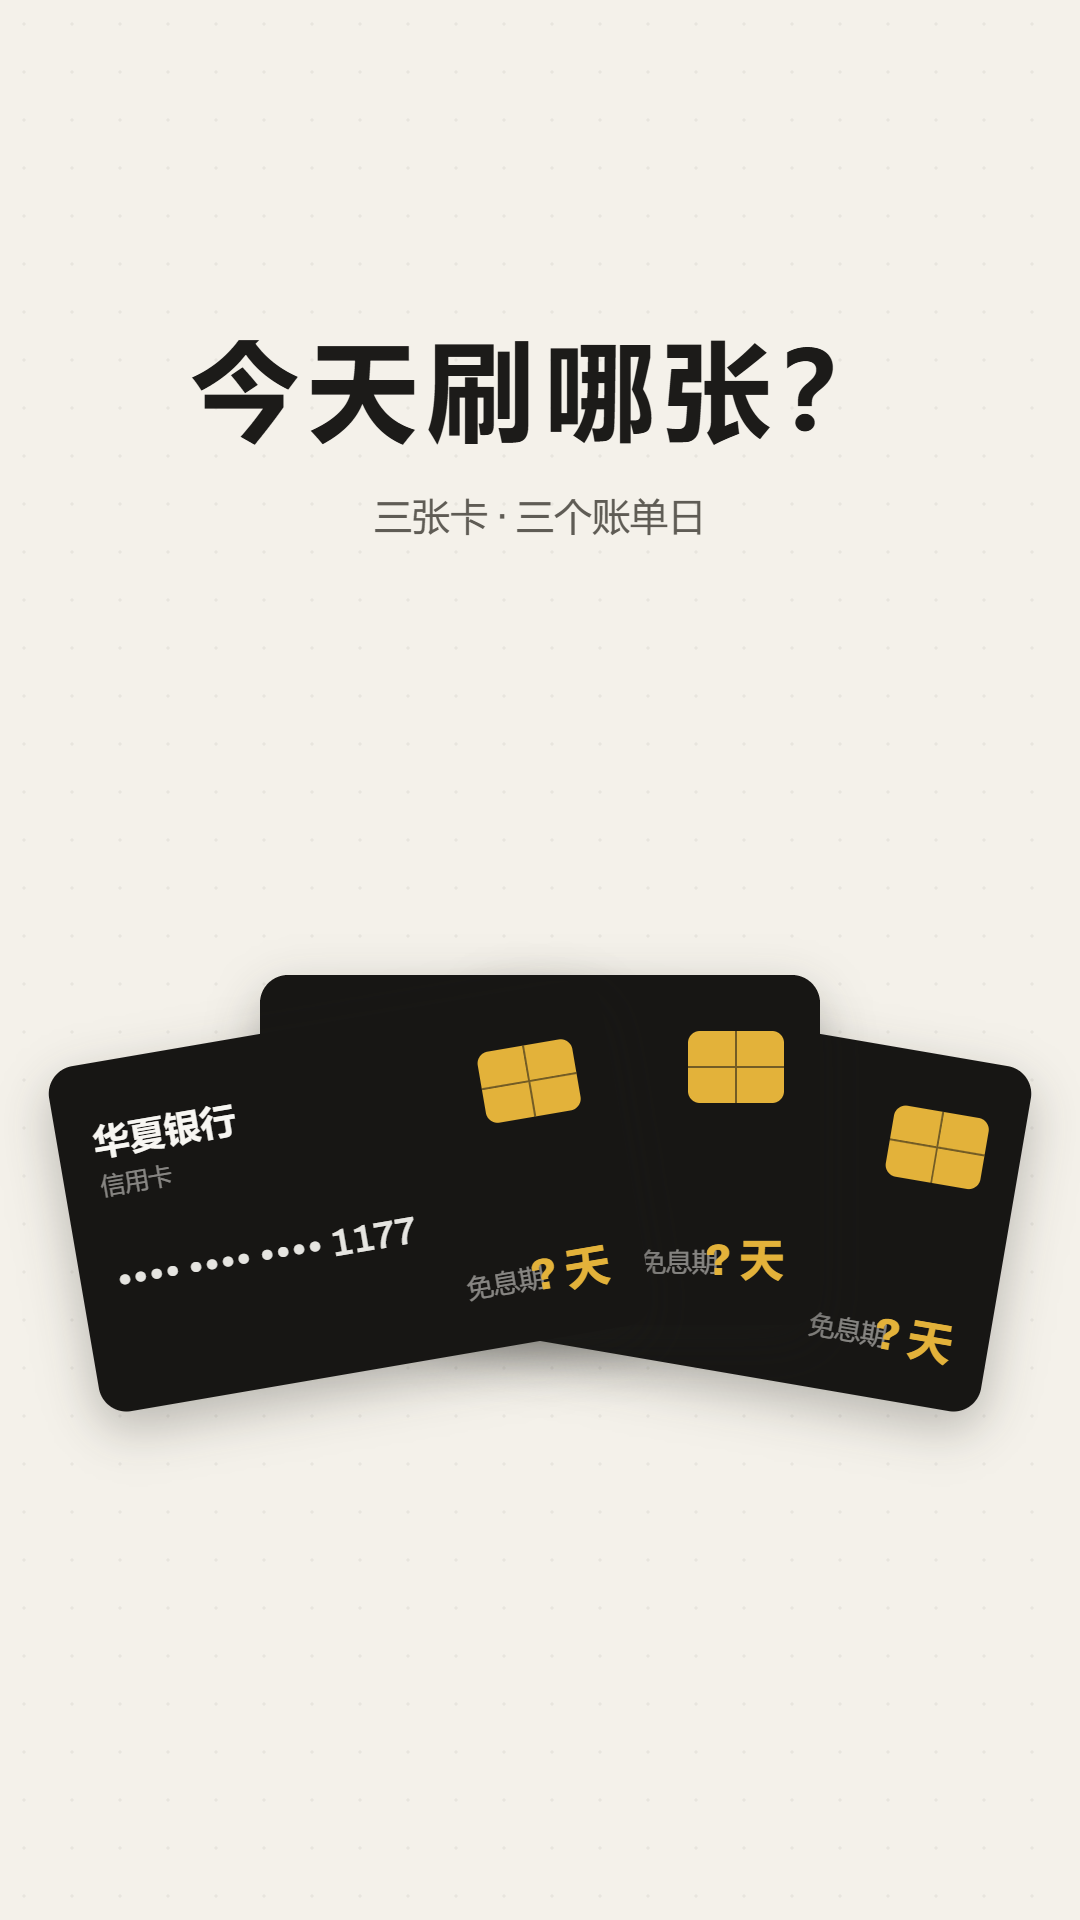 今天刷哪张?
三张卡 · 三个账单日
华夏银行
信用卡
•••• •••• •••• 1177
免息期? 天
免息期? 天
免息期? 天